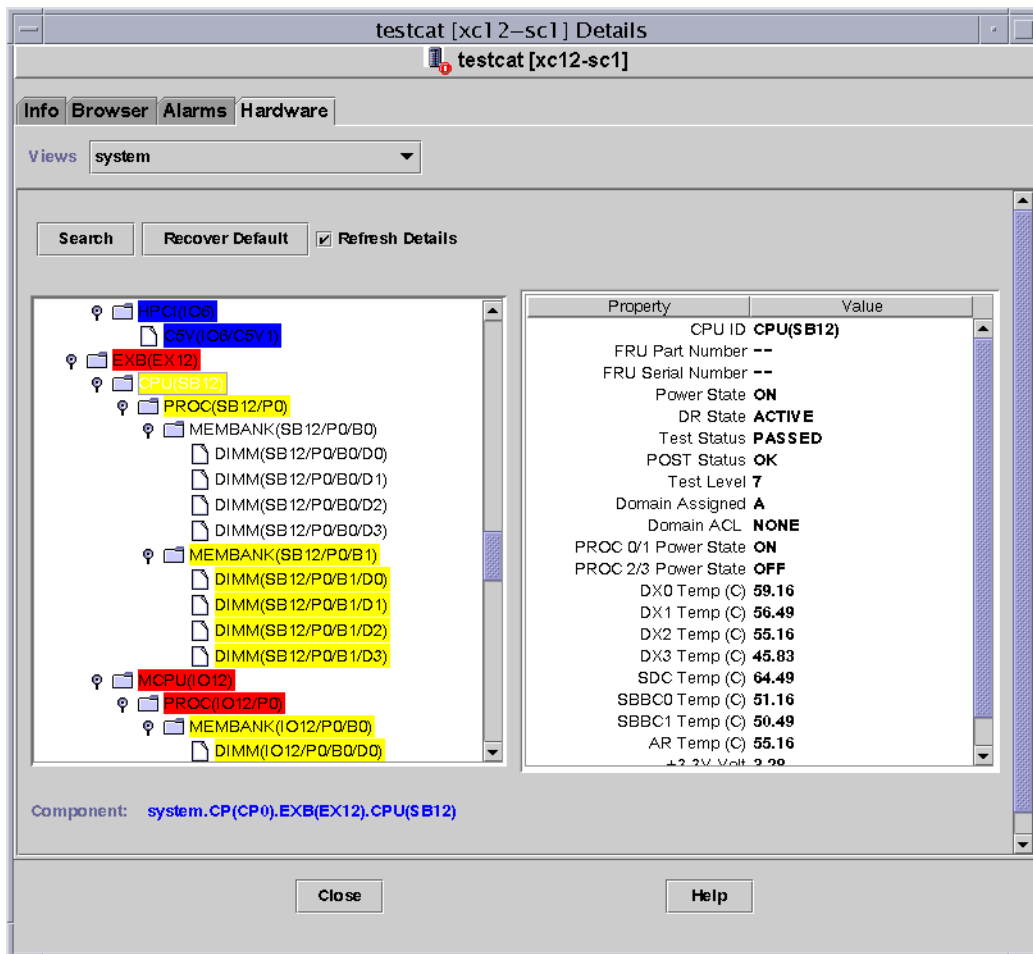 testcat [xc12-sc1] Details
testcat [xc12-sc1]
Info Browser Alarms Hardware
Views system
Search Recover Default Refresh Details
HPCI(IO6)
C5V(IO6/C5V1)
EXB(EX12)
CPU(SB12)
PROC(SB12/P0)
MEMBANK(SB12/P0/B0)
DIMM(SB12/P0/B0/D0)
DIMM(SB12/P0/B0/D1)
DIMM(SB12/P0/B0/D2)
DIMM(SB12/P0/B0/D3)
MEMBANK(SB12/P0/B1)
DIMM(SB12/P0/B1/D0)
DIMM(SB12/P0/B1/D1)
DIMM(SB12/P0/B1/D2)
DIMM(SB12/P0/B1/D3)
MCPU(IO12)
PROC(IO12/P0)
MEMBANK(IO12/P0/B0)
DIMM(IO12/P0/B0/D0)
Property Value
CPU ID CPU(SB12)
FRU Part Number --
FRU Serial Number --
Power State ON
DR State ACTIVE
Test Status PASSED
POST Status OK
Test Level 7
Domain Assigned A
Domain ACL NONE
PROC 0/1 Power State ON
PROC 2/3 Power State OFF
DX0 Temp (C) 59.16
DX1 Temp (C) 56.49
DX2 Temp (C) 55.16
DX3 Temp (C) 45.83
SDC Temp (C) 64.49
SBBC0 Temp (C) 51.16
SBBC1 Temp (C) 50.49
AR Temp (C) 55.16
+3.3V Volt 3.28
Component: system.CP(CP0).EXB(EX12).CPU(SB12)
Close Help